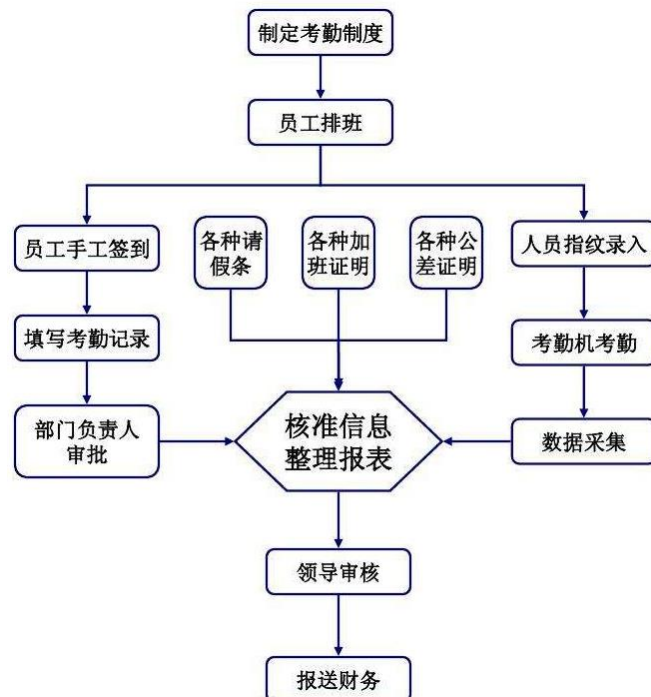 制定考勤制度
员工排班
员工手工签到
各种请
假条
各种加
班证明
各种公
差证明
人员指纹录入
填写考勤记录
考勤机考勤
部门负责人
审批
核准信息
整理报表
数据采集
领导审核
报送财务